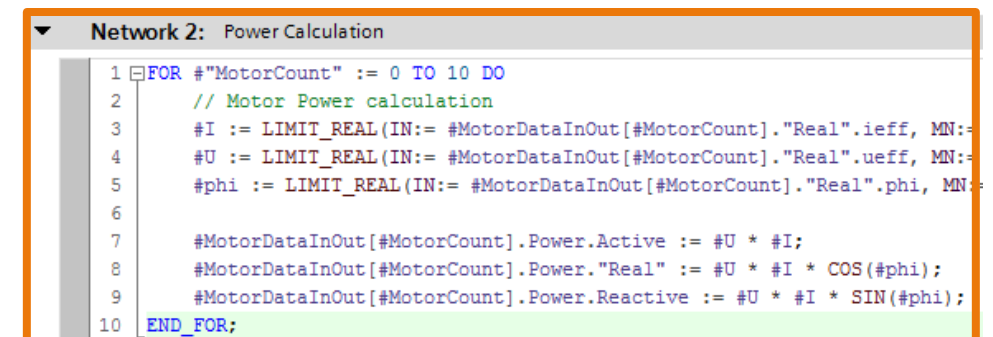 Network 2: Power Calculation
1 FOR #"MotorCount" := 0 TO 10 DO
2 // Motor Power calculation
3 #I := LIMIT_REAL(IN:= #MotorDataInOut[#MotorCount]."Real".ieff, MN:=
4 #U := LIMIT_REAL(IN:= #MotorDataInOut[#MotorCount]."Real".ueff, MN:=
5 #phi := LIMIT_REAL(IN:= #MotorDataInOut[#MotorCount]."Real".phi, MN:=
6
7 #MotorDataInOut[#MotorCount].Power.Active := #U * #I;
8 #MotorDataInOut[#MotorCount].Power."Real" := #U * #I * COS(#phi);
9 #MotorDataInOut[#MotorCount].Power.Reactive := #U * #I * SIN(#phi);
10 END_FOR;